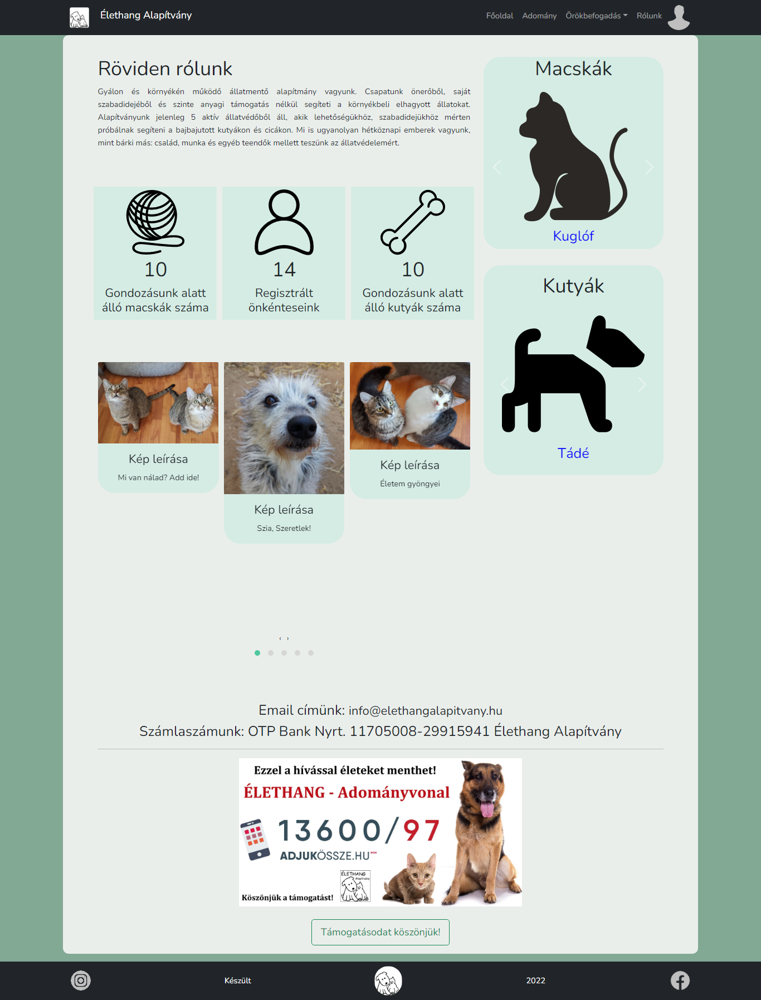 Élethang Alapítvány
Főoldal
Adomány
Örökbefogadás
Rólunk
Röviden rólunk
Gyálon és környékén működő állatmentő alapítmány vagyunk. Csapatunk önerőből, saját
szabadidejéből és szinte anyagi támogatás nélkül segíteti a környékbeli elhagyott állatokat.
Alapítványunk jelenleg 5 aktív állatvédőből áll, akik lehetőségükhöz, szabadidejükhöz mérten
próbálnak segíteni a bajbajutott kutyákon és cicákon. Mi is ugyanolyan hétköznapi emberek vagyunk,
mint bárki más: család, munka és egyéb teendők mellett teszünk az állatvédelemért.
Macskák
Kuglóf
10
Gondozásunk alatt
álló macskák száma
14
Regisztrált
önkénteseink
10
Gondozásunk alatt
álló kutyák száma
Kutyák
Tádé
Kép leírása
Mi van nálad? Add ide!
Kép leírása
Szia, Szeretlek!
Kép leírása
Életem gyöngyei
‹ ›
Email címünk: info@elethangalapitvany.hu
Számlaszámunk: OTP Bank Nyrt. 11705008-29915941 Élethang Alapítvány
Ezzel a hívással életeket menthet!
ÉLETHANG - Adományvonal
13600/97
ADJUKÖSSZE.HU
ÉLETHANG
Alapítvány
Köszönjük a támogatást!
Támogatásodat köszönjük!
Készült
2022